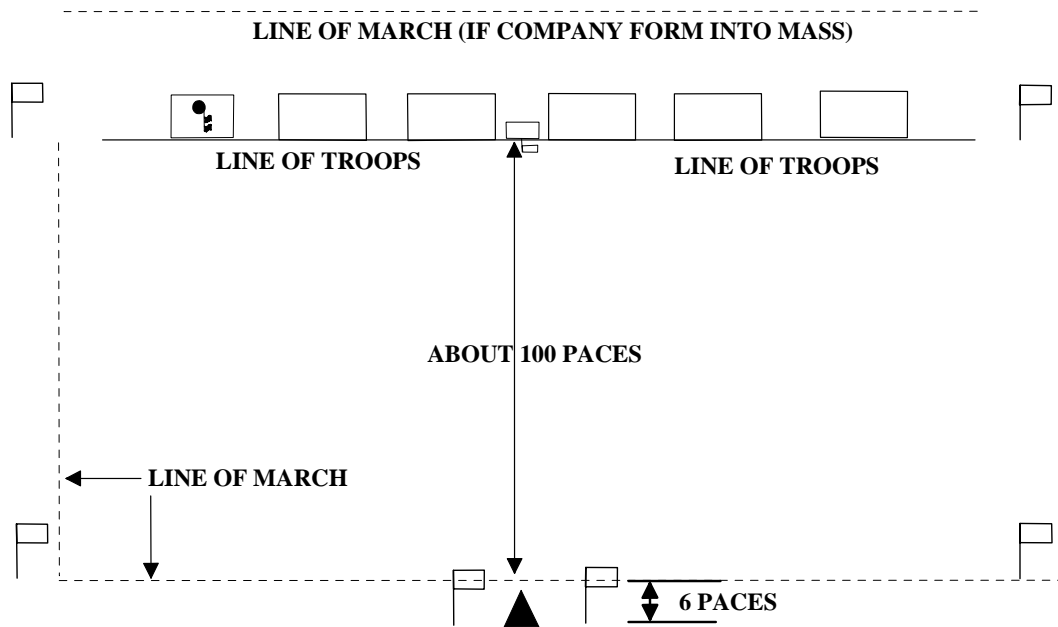 LINE OF MARCH (IF COMPANY FORM INTO MASS)
LINE OF TROOPS
LINE OF TROOPS
ABOUT 100 PACES
LINE OF MARCH
6 PACES